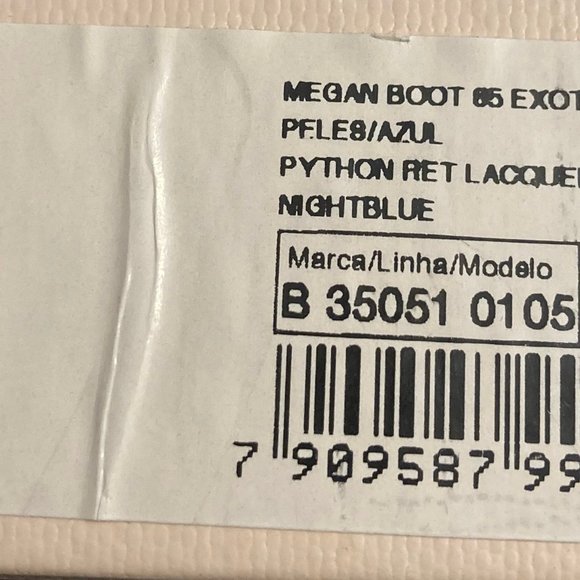 MEGAN BOOT 85 EXOT
PELES/AZUL
PYTHON RET LACQUE
NIGHTBLUE
Marca/Linha/Modelo
B 35051 0105
7 909587 99